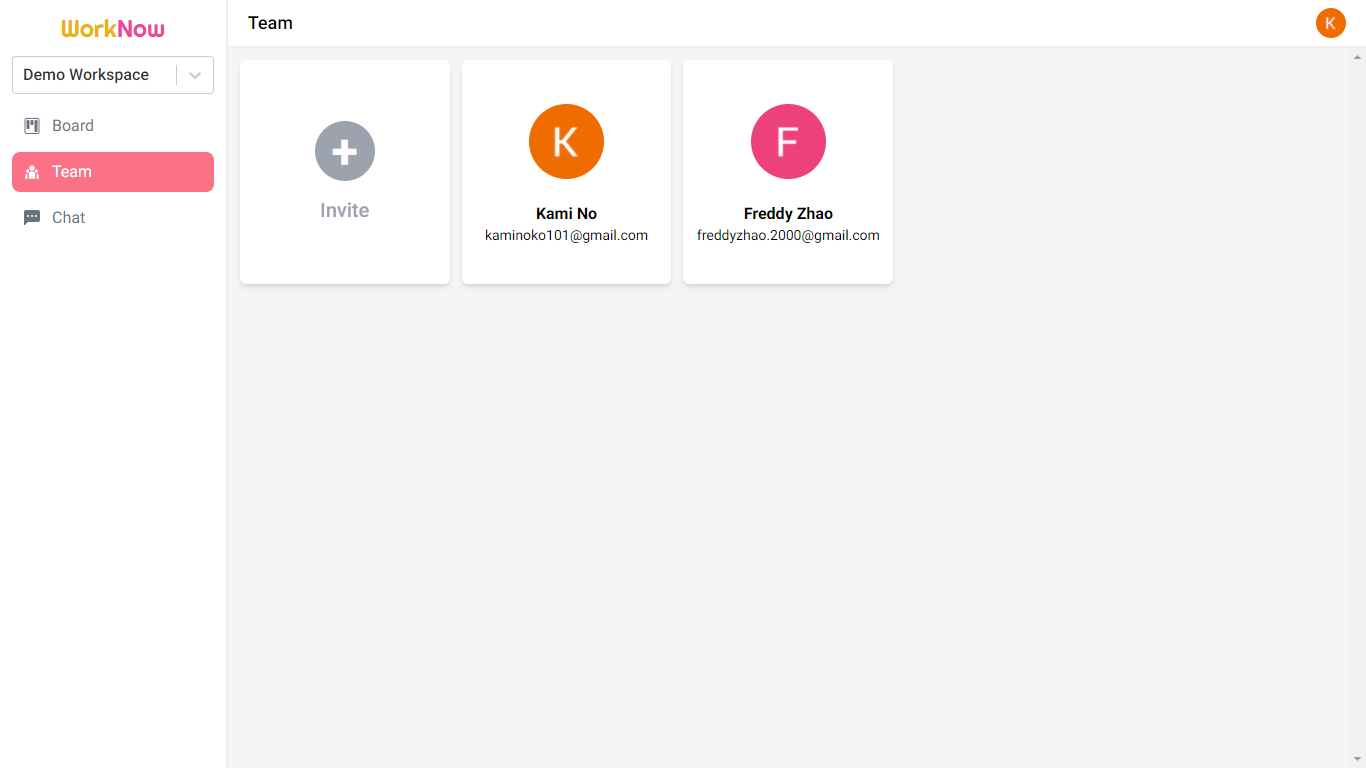 WorkNow
Demo Workspace
Board
Team
Chat
Team
K
Invite
K
Kami No
kaminoko101@gmail.com
F
Freddy Zhao
freddyzhao.2000@gmail.com